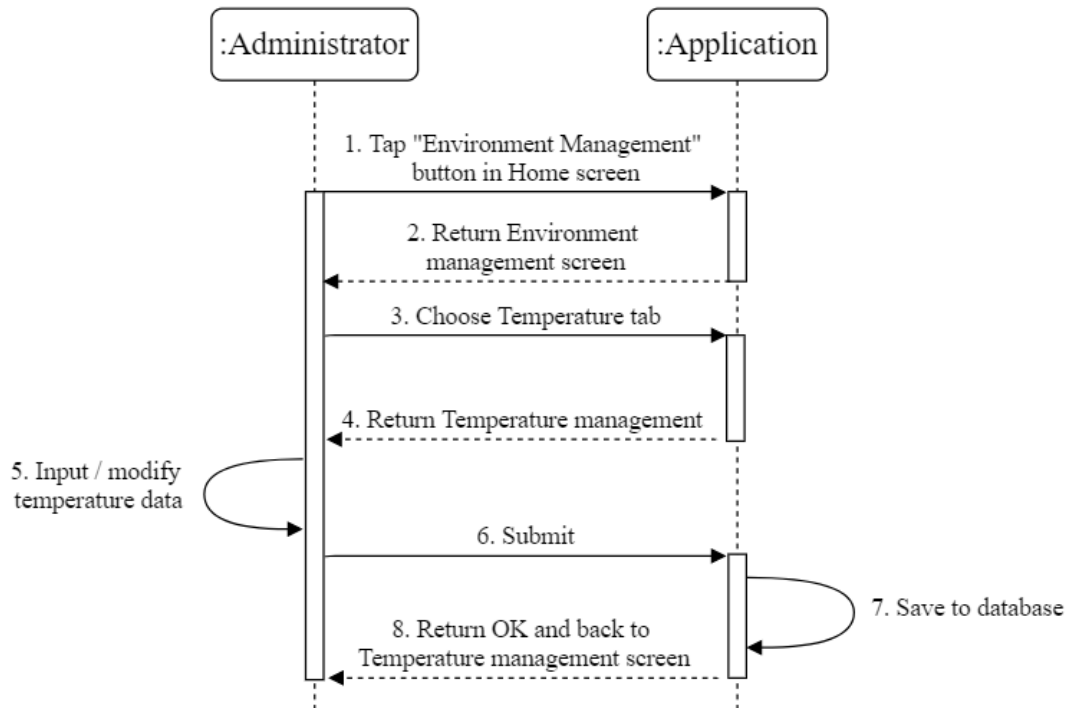 :Administrator
:Application
1. Tap "Environment Management"
button in Home screen
2. Return Environment
management screen
3. Choose Temperature tab
4. Return Temperature management
5. Input / modify
temperature data
6. Submit
7. Save to database
8. Return OK and back to
Temperature management screen